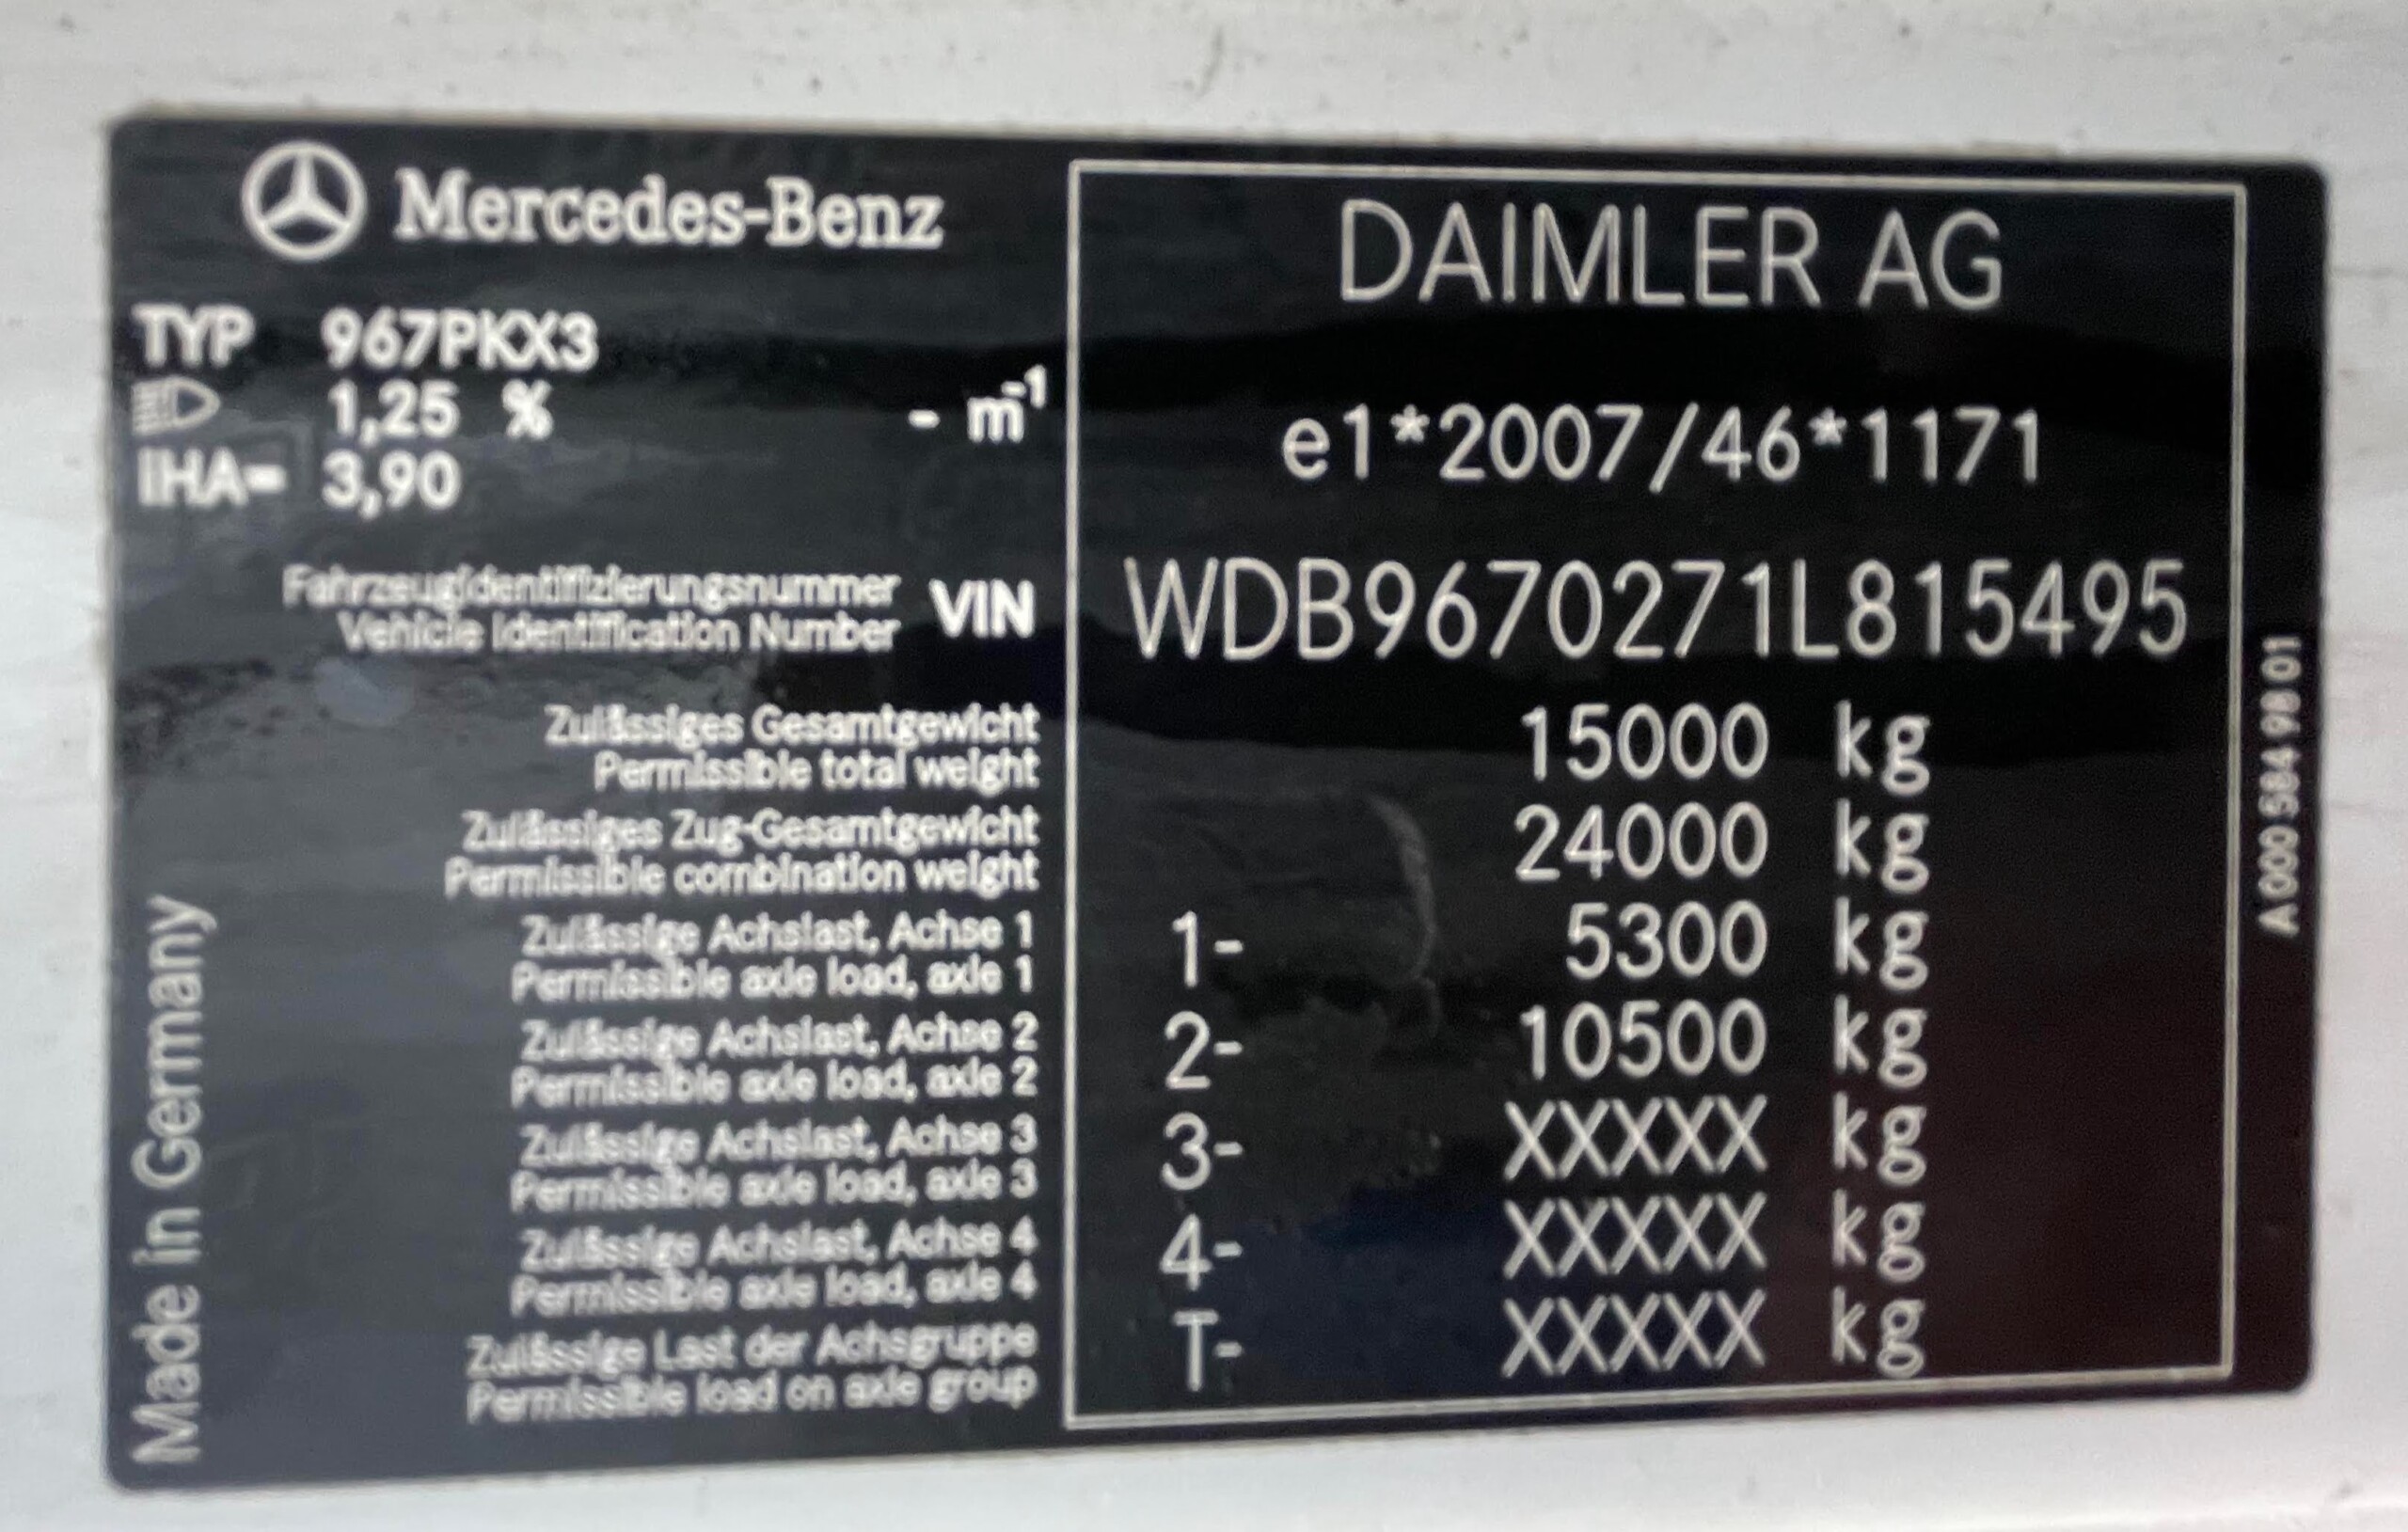 Mercedes-Benz
TYP 967PKX3
1,25 % - m⁻¹
IHA= 3,90
DAIMLER AG
e1*2007/46*1171
Fahrzeugidentifizierungsnummer
Vehicle Identification Number VIN WDB9670271L815495
Zulässiges Gesamtgewicht
Permissible total weight 15000 kg
Zulässiges Zug-Gesamtgewicht
Permissible combination weight 24000 kg
Zulässige Achslast, Achse 1
Permissible axle load, axle 1 1- 5300 kg
Zulässige Achslast, Achse 2
Permissible axle load, axle 2 2- 10500 kg
Zulässige Achslast, Achse 3
Permissible axle load, axle 3 3- XXXXX kg
Zulässige Achslast, Achse 4
Permissible axle load, axle 4 4- XXXXX kg
Zulässige Last der Achsgruppe
Permissible load on axle group T- XXXXX kg
Made in Germany
A 000 584 98 01